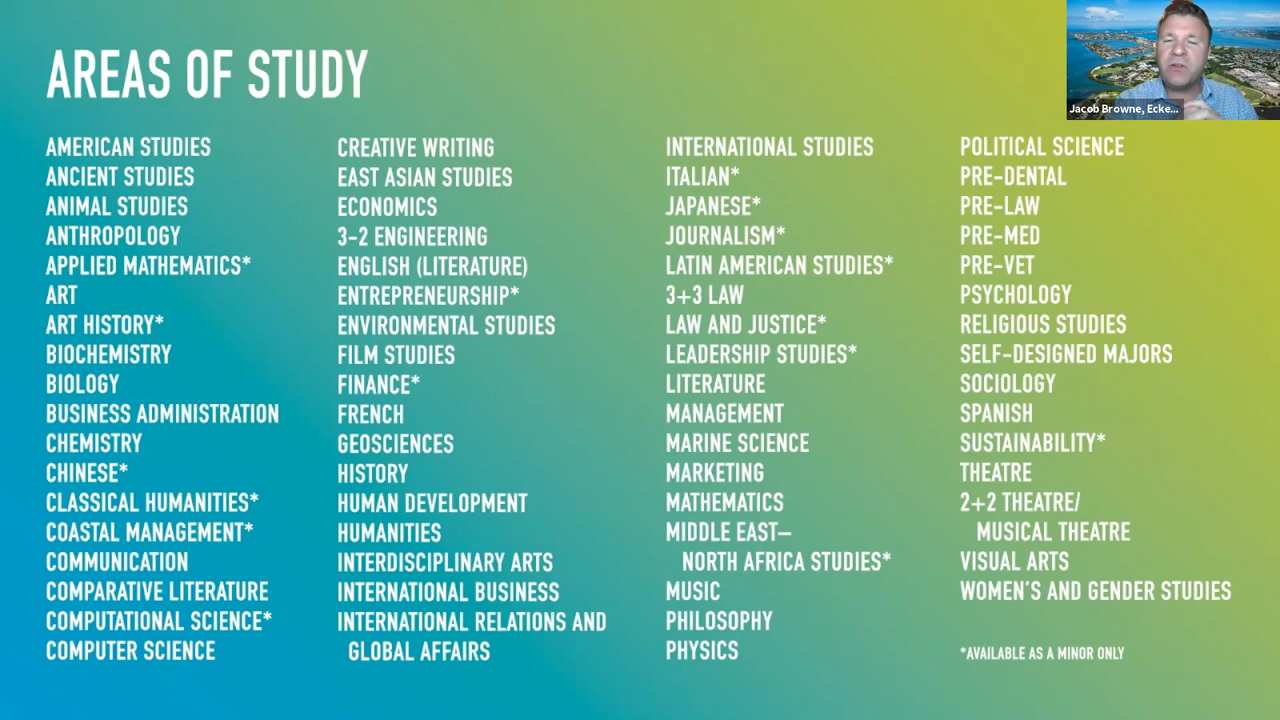 AREAS OF STUDY
Jacob Browne, Ecke...
AMERICAN STUDIES
ANCIENT STUDIES
ANIMAL STUDIES
ANTHROPOLOGY
APPLIED MATHEMATICS*
ART
ART HISTORY*
BIOCHEMISTRY
BIOLOGY
BUSINESS ADMINISTRATION
CHEMISTRY
CHINESE*
CLASSICAL HUMANITIES*
COASTAL MANAGEMENT*
COMMUNICATION
COMPARATIVE LITERATURE
COMPUTATIONAL SCIENCE*
COMPUTER SCIENCE
CREATIVE WRITING
EAST ASIAN STUDIES
ECONOMICS
3-2 ENGINEERING
ENGLISH (LITERATURE)
ENTREPRENEURSHIP*
ENVIRONMENTAL STUDIES
FILM STUDIES
FINANCE*
FRENCH
GEOSCIENCES
HISTORY
HUMAN DEVELOPMENT
HUMANITIES
INTERDISCIPLINARY ARTS
INTERNATIONAL BUSINESS
INTERNATIONAL RELATIONS AND
GLOBAL AFFAIRS
INTERNATIONAL STUDIES
ITALIAN*
JAPANESE*
JOURNALISM*
LATIN AMERICAN STUDIES*
3+3 LAW
LAW AND JUSTICE*
LEADERSHIP STUDIES*
LITERATURE
MANAGEMENT
MARINE SCIENCE
MARKETING
MATHEMATICS
MIDDLE EAST–
NORTH AFRICA STUDIES*
MUSIC
PHILOSOPHY
PHYSICS
POLITICAL SCIENCE
PRE-DENTAL
PRE-LAW
PRE-MED
PRE-VET
PSYCHOLOGY
RELIGIOUS STUDIES
SELF-DESIGNED MAJORS
SOCIOLOGY
SPANISH
SUSTAINABILITY*
THEATRE
2+2 THEATRE/
MUSICAL THEATRE
VISUAL ARTS
WOMEN'S AND GENDER STUDIES
*AVAILABLE AS A MINOR ONLY